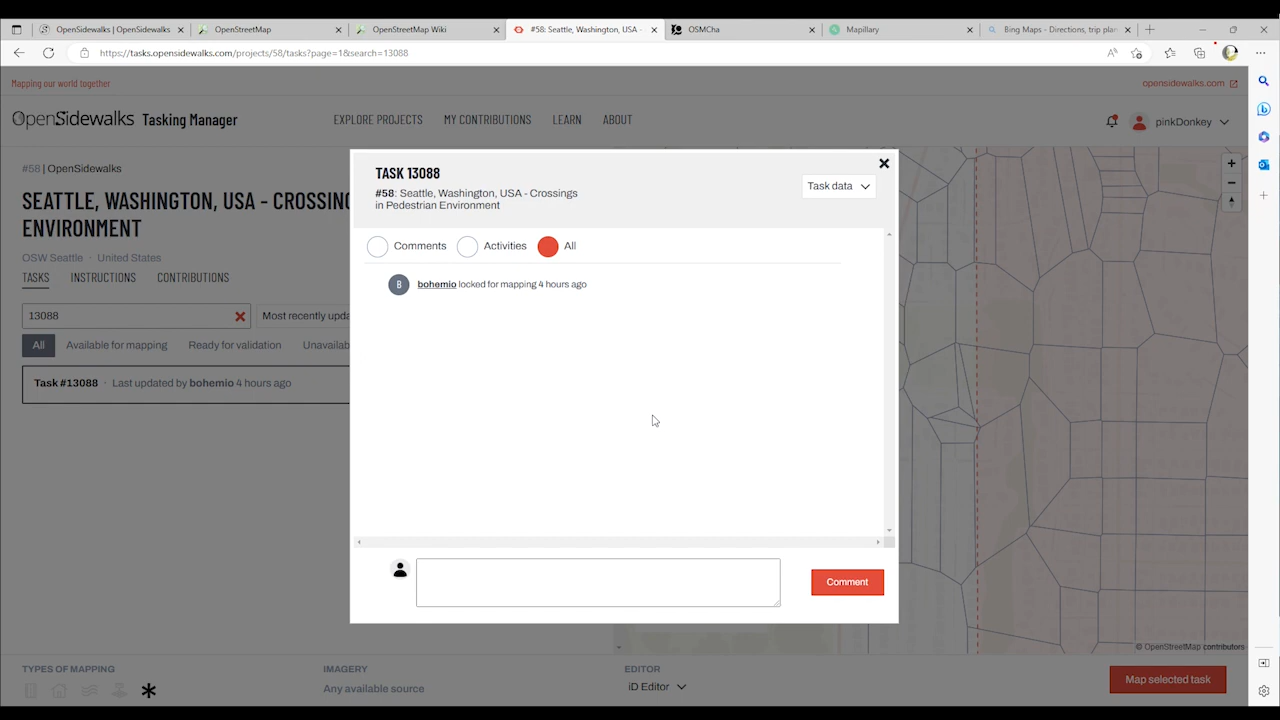 OpenSidewalks | OpenSidewalks
OpenStreetMap
OpenStreetMap Wiki
#58: Seattle, Washington, USA -
OSMCha
Mapillary
Bing Maps - Directions, trip plan
https://tasks.opensidewalks.com/projects/58/tasks?page=1&search=13088
Mapping our world together
opensidewalks.com
OpenSidewalks Tasking Manager
EXPLORE PROJECTS
MY CONTRIBUTIONS
LEARN
ABOUT
pinkDonkey
#58 | OpenSidewalks
SEATTLE, WASHINGTON, USA - CROSSING
ENVIRONMENT
OSW Seattle · United States
TASKS
INSTRUCTIONS
CONTRIBUTIONS
13088
Most recently upda
All
Available for mapping
Ready for validation
Unavailab
Task #13088 · Last updated by bohemio 4 hours ago
TASK 13088
#58: Seattle, Washington, USA - Crossings
in Pedestrian Environment
Task data
Comments
Activities
All
B
bohemio locked for mapping 4 hours ago
Comment
© OpenStreetMap contributors
TYPES OF MAPPING
IMAGERY
Any available source
EDITOR
iD Editor
Map selected task